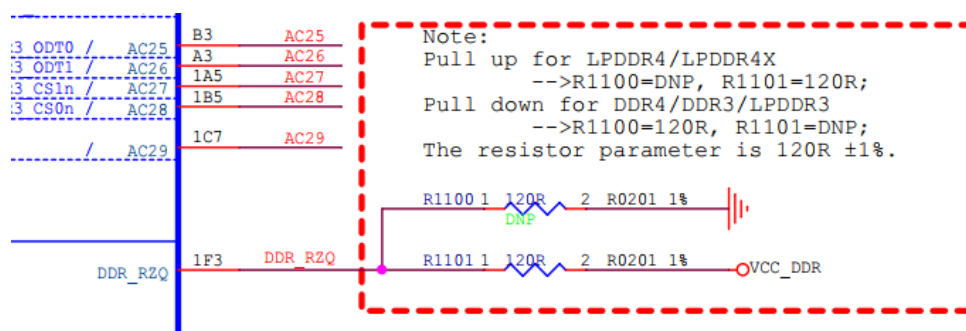 B3 AC25
3_ODT0 / AC25
A3 AC26
3_ODT1 / AC26
1A5 AC27
3_CS1n / AC27
1B5 AC28
3_CS0n / AC28
1C7 AC29
/ AC29
Note:
Pull up for LPDDR4/LPDDR4X
-->R1100=DNP, R1101=120R;
Pull down for DDR4/DDR3/LPDDR3
-->R1100=120R, R1101=DNP;
The resistor parameter is 120R ±1%.
R1100 1 120R 2 R0201 1%
DNP
DDR_RZQ 1F3 DDR_RZQ R1101 1 120R 2 R0201 1% VCC_DDR